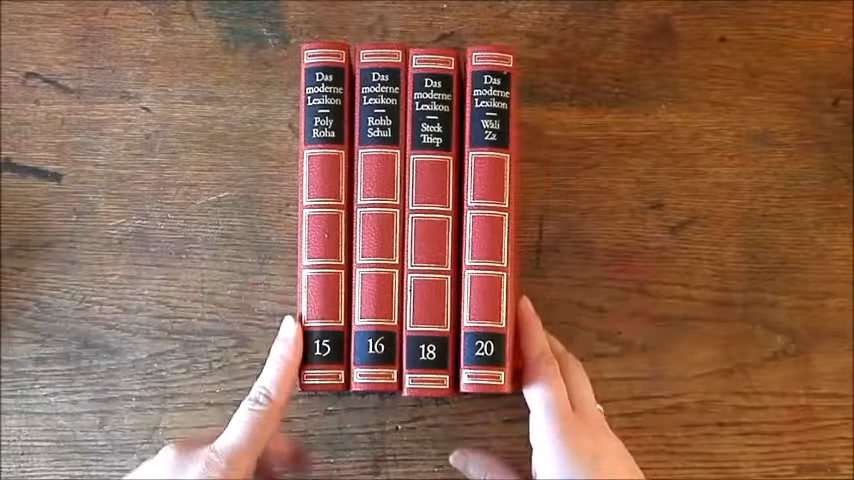 Das
moderne
Lexikon
Poly
Roha
15
Das
moderne
Lexikon
Rohb
Schul
16
Das
moderne
Lexikon
Steck
Triep
18
Das
moderne
Lexikon
Wali
Zz
20